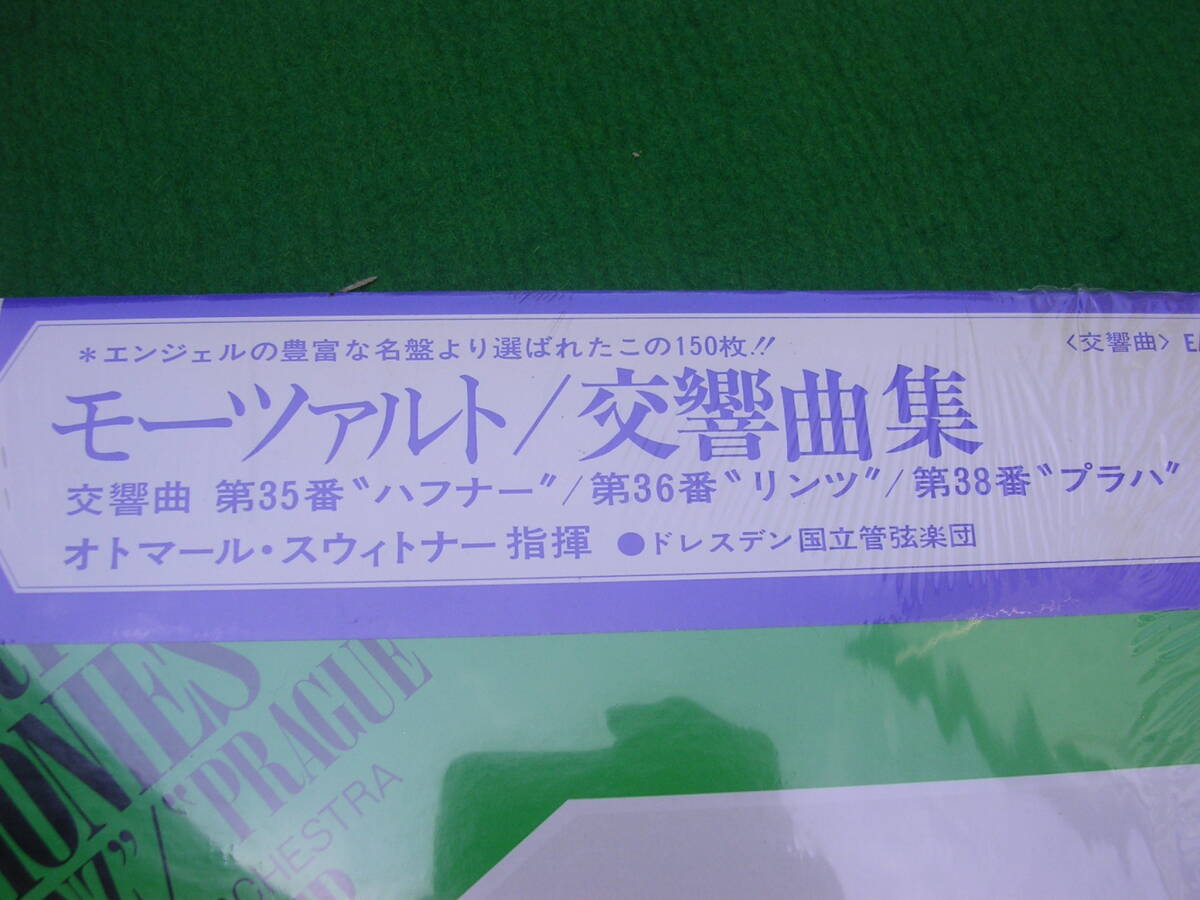 *エンジェルの豊富な名盤より選ばれたこの150枚!!
〈交響曲〉
モーツァルト/交響曲集
交響曲 第35番〝ハフナー〟/第36番〝リンツ〟/第38番〝プラハ〟
オトマール・スウィトナー指揮 ●ドレスデン国立管弦楽団
"PRAGUE